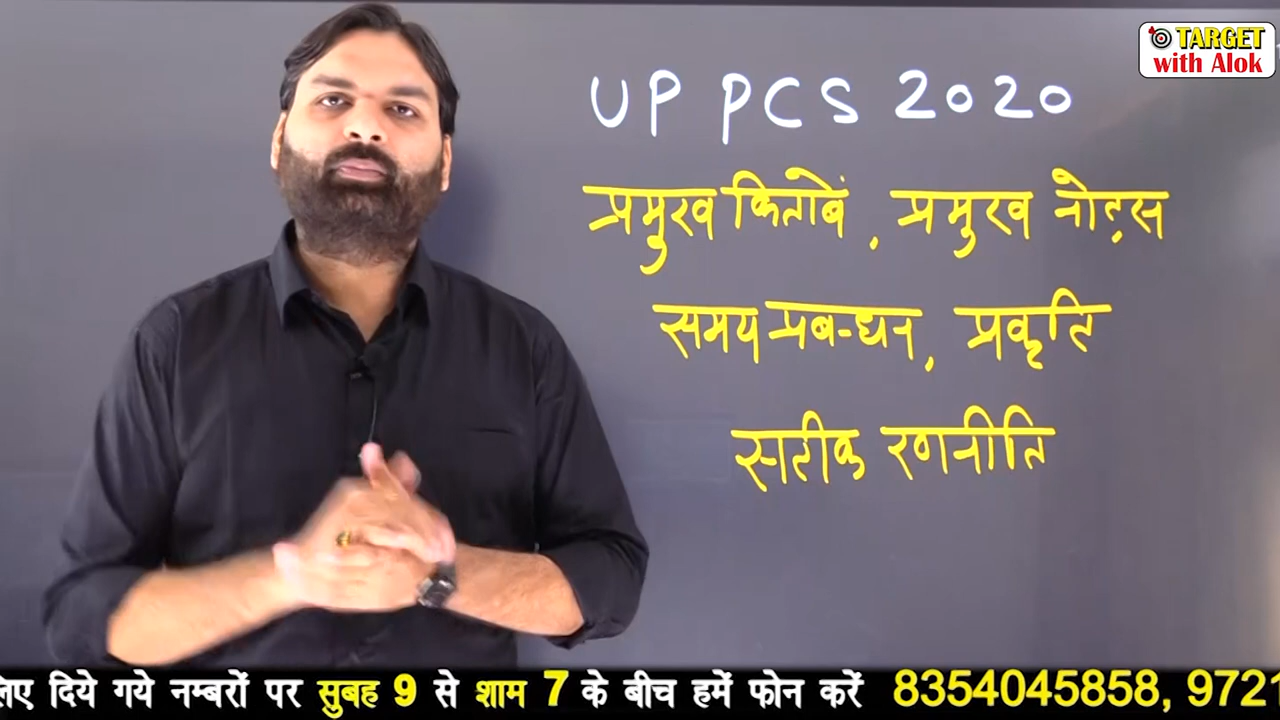 TARGET
with Alok
UP PCS 2020
प्रमुख किताबें, प्रमुख नोट्स
समय प्रबन्धन, प्रकृति
सटीक रणनीति
लिए दिये गये नम्बरों पर सुबह 9 से शाम 7 के बीच हमें फोन करें 8354045858, 9721